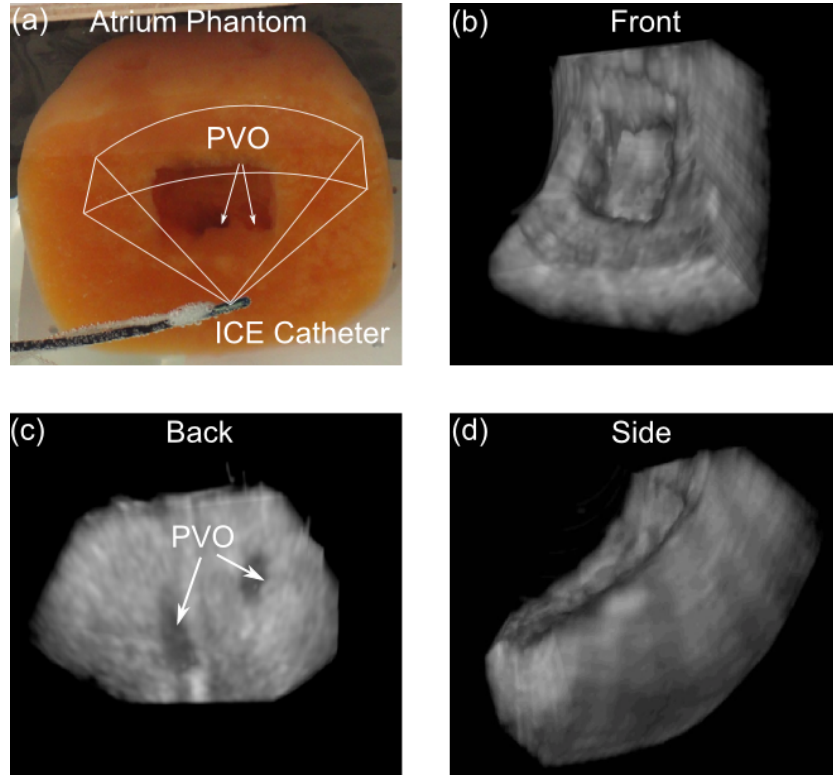 (a) Atrium Phantom
PVO
ICE Catheter
(b) Front
(c) Back
PVO
(d) Side